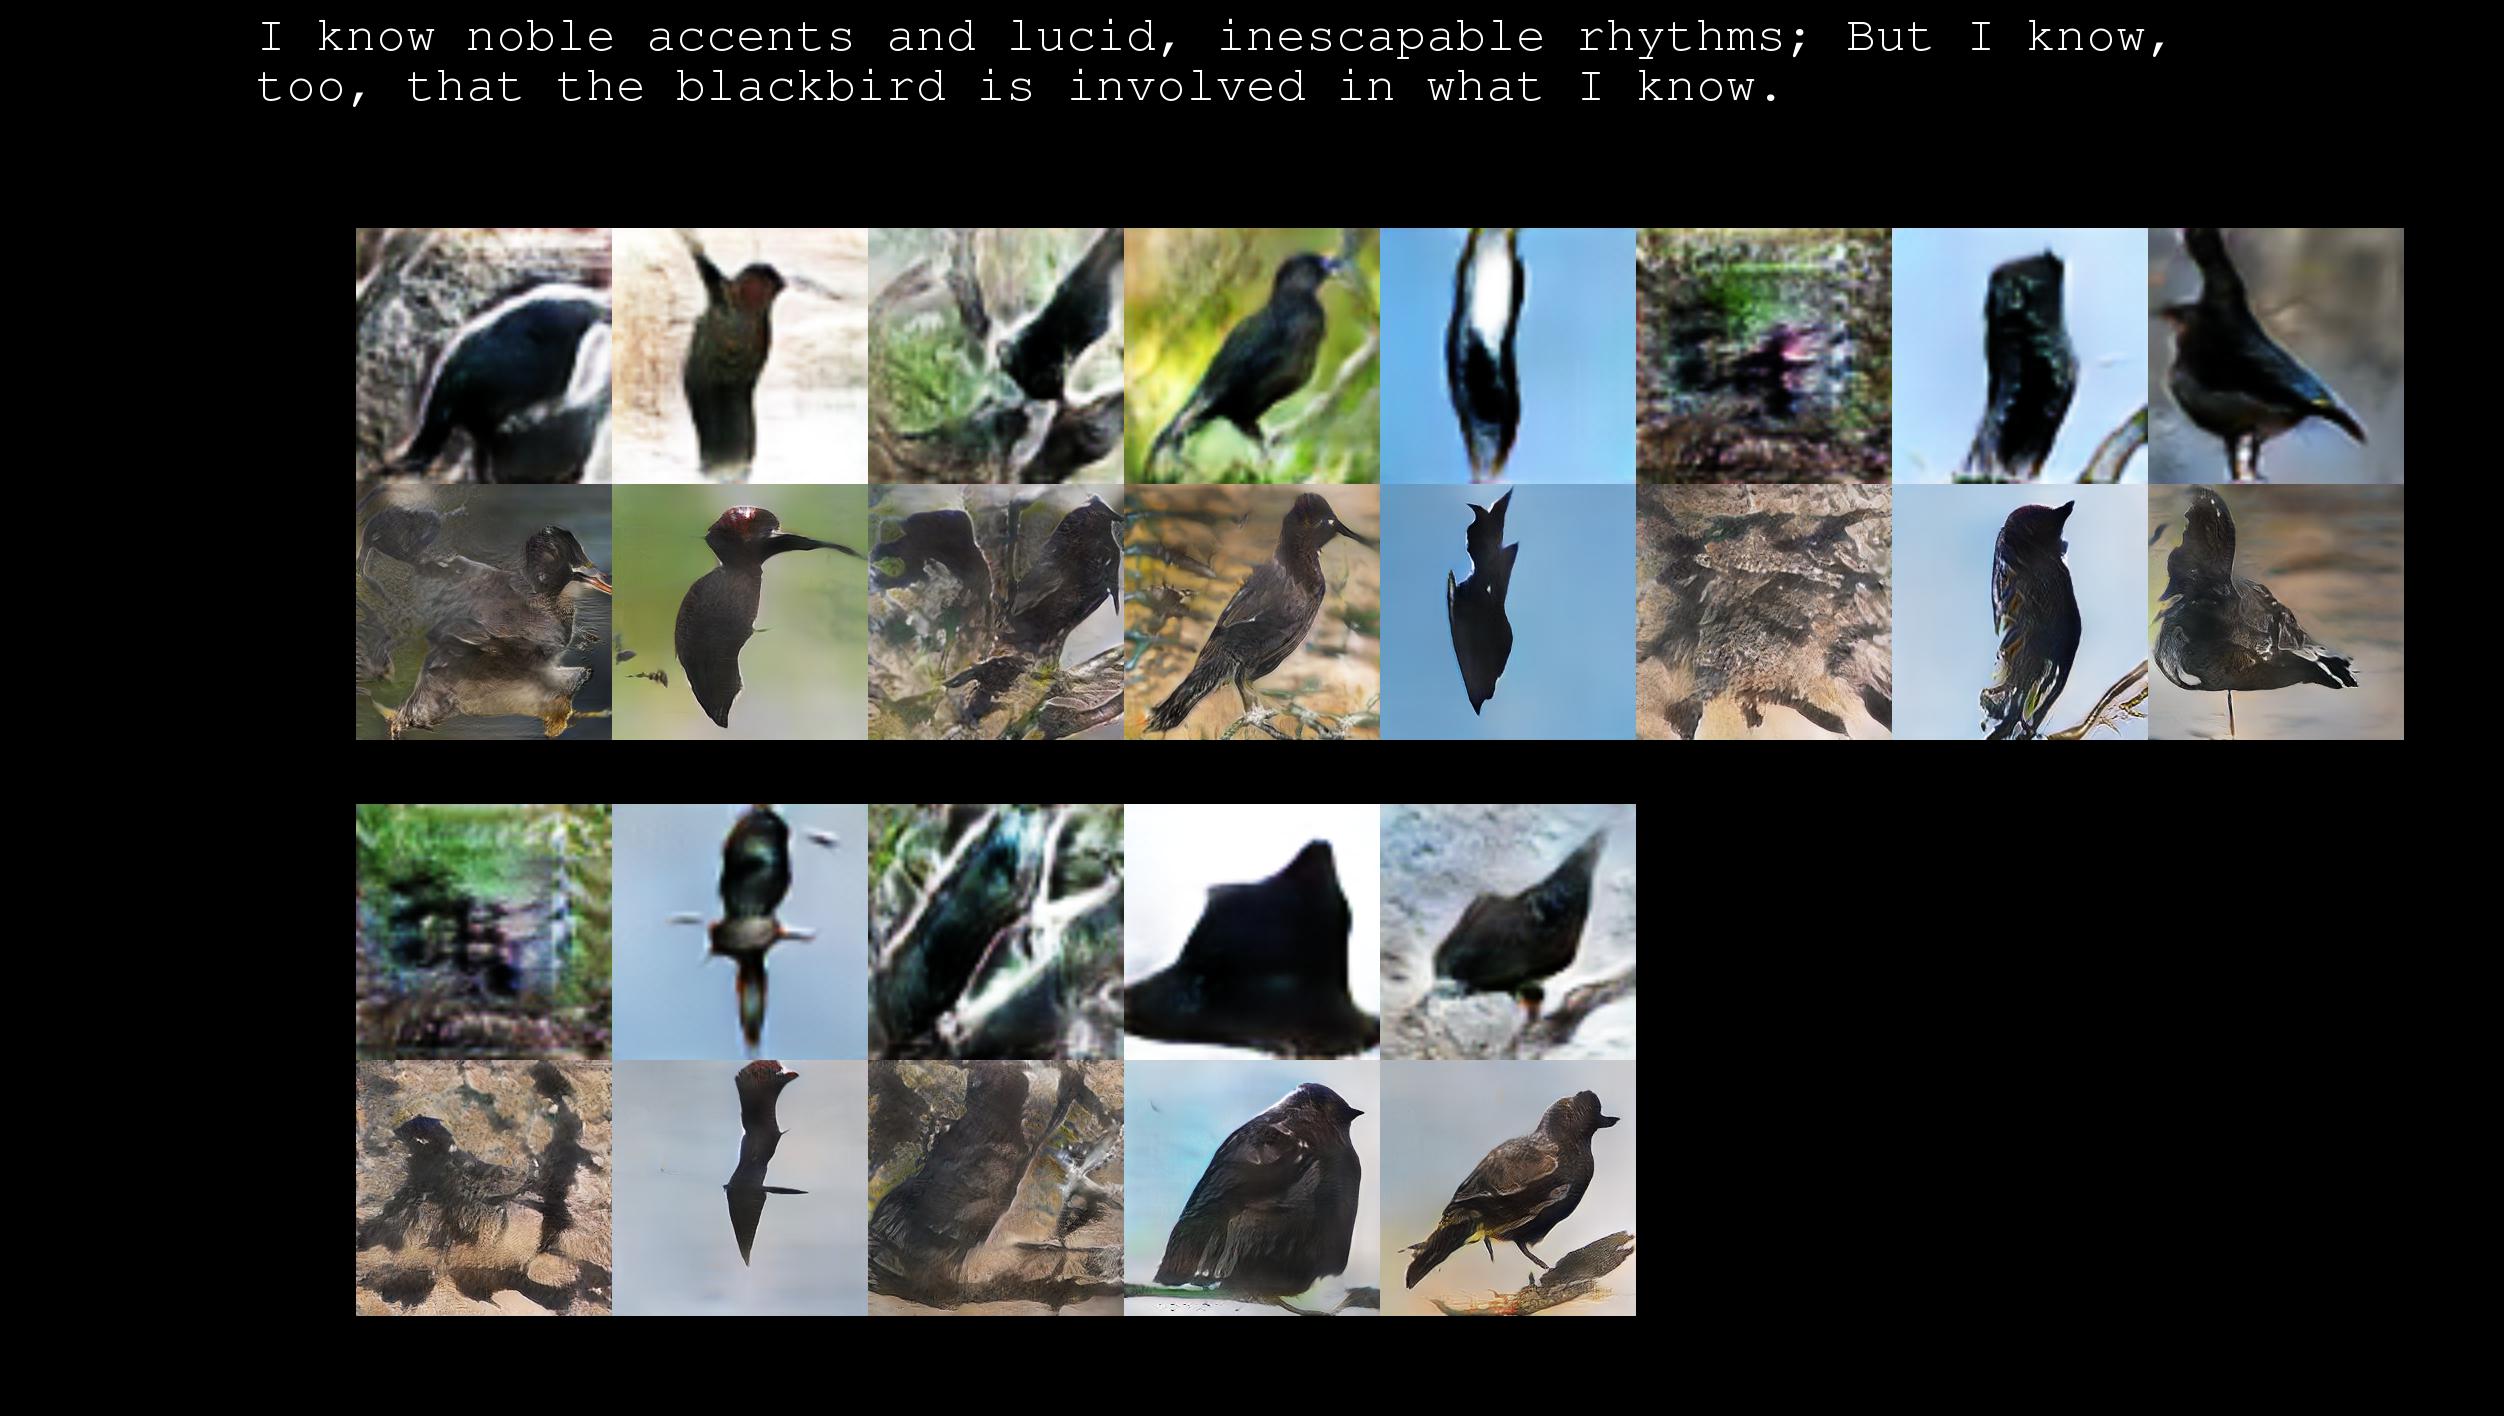 I know noble accents and lucid, inescapable rhythms; But I know,
too, that the blackbird is involved in what I know.